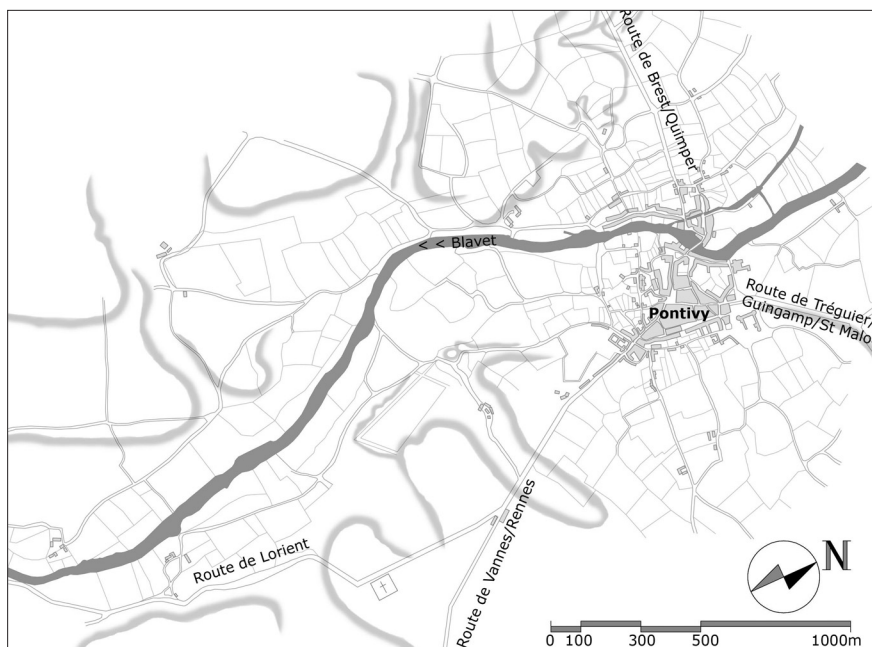 Route de Brest/Quimper
< < Blavet
Route de Tréguier/
Guingamp/St Malo
Pontivy
Route de Vannes/Rennes
Route de Lorient
N
0 100 300 500 1000m